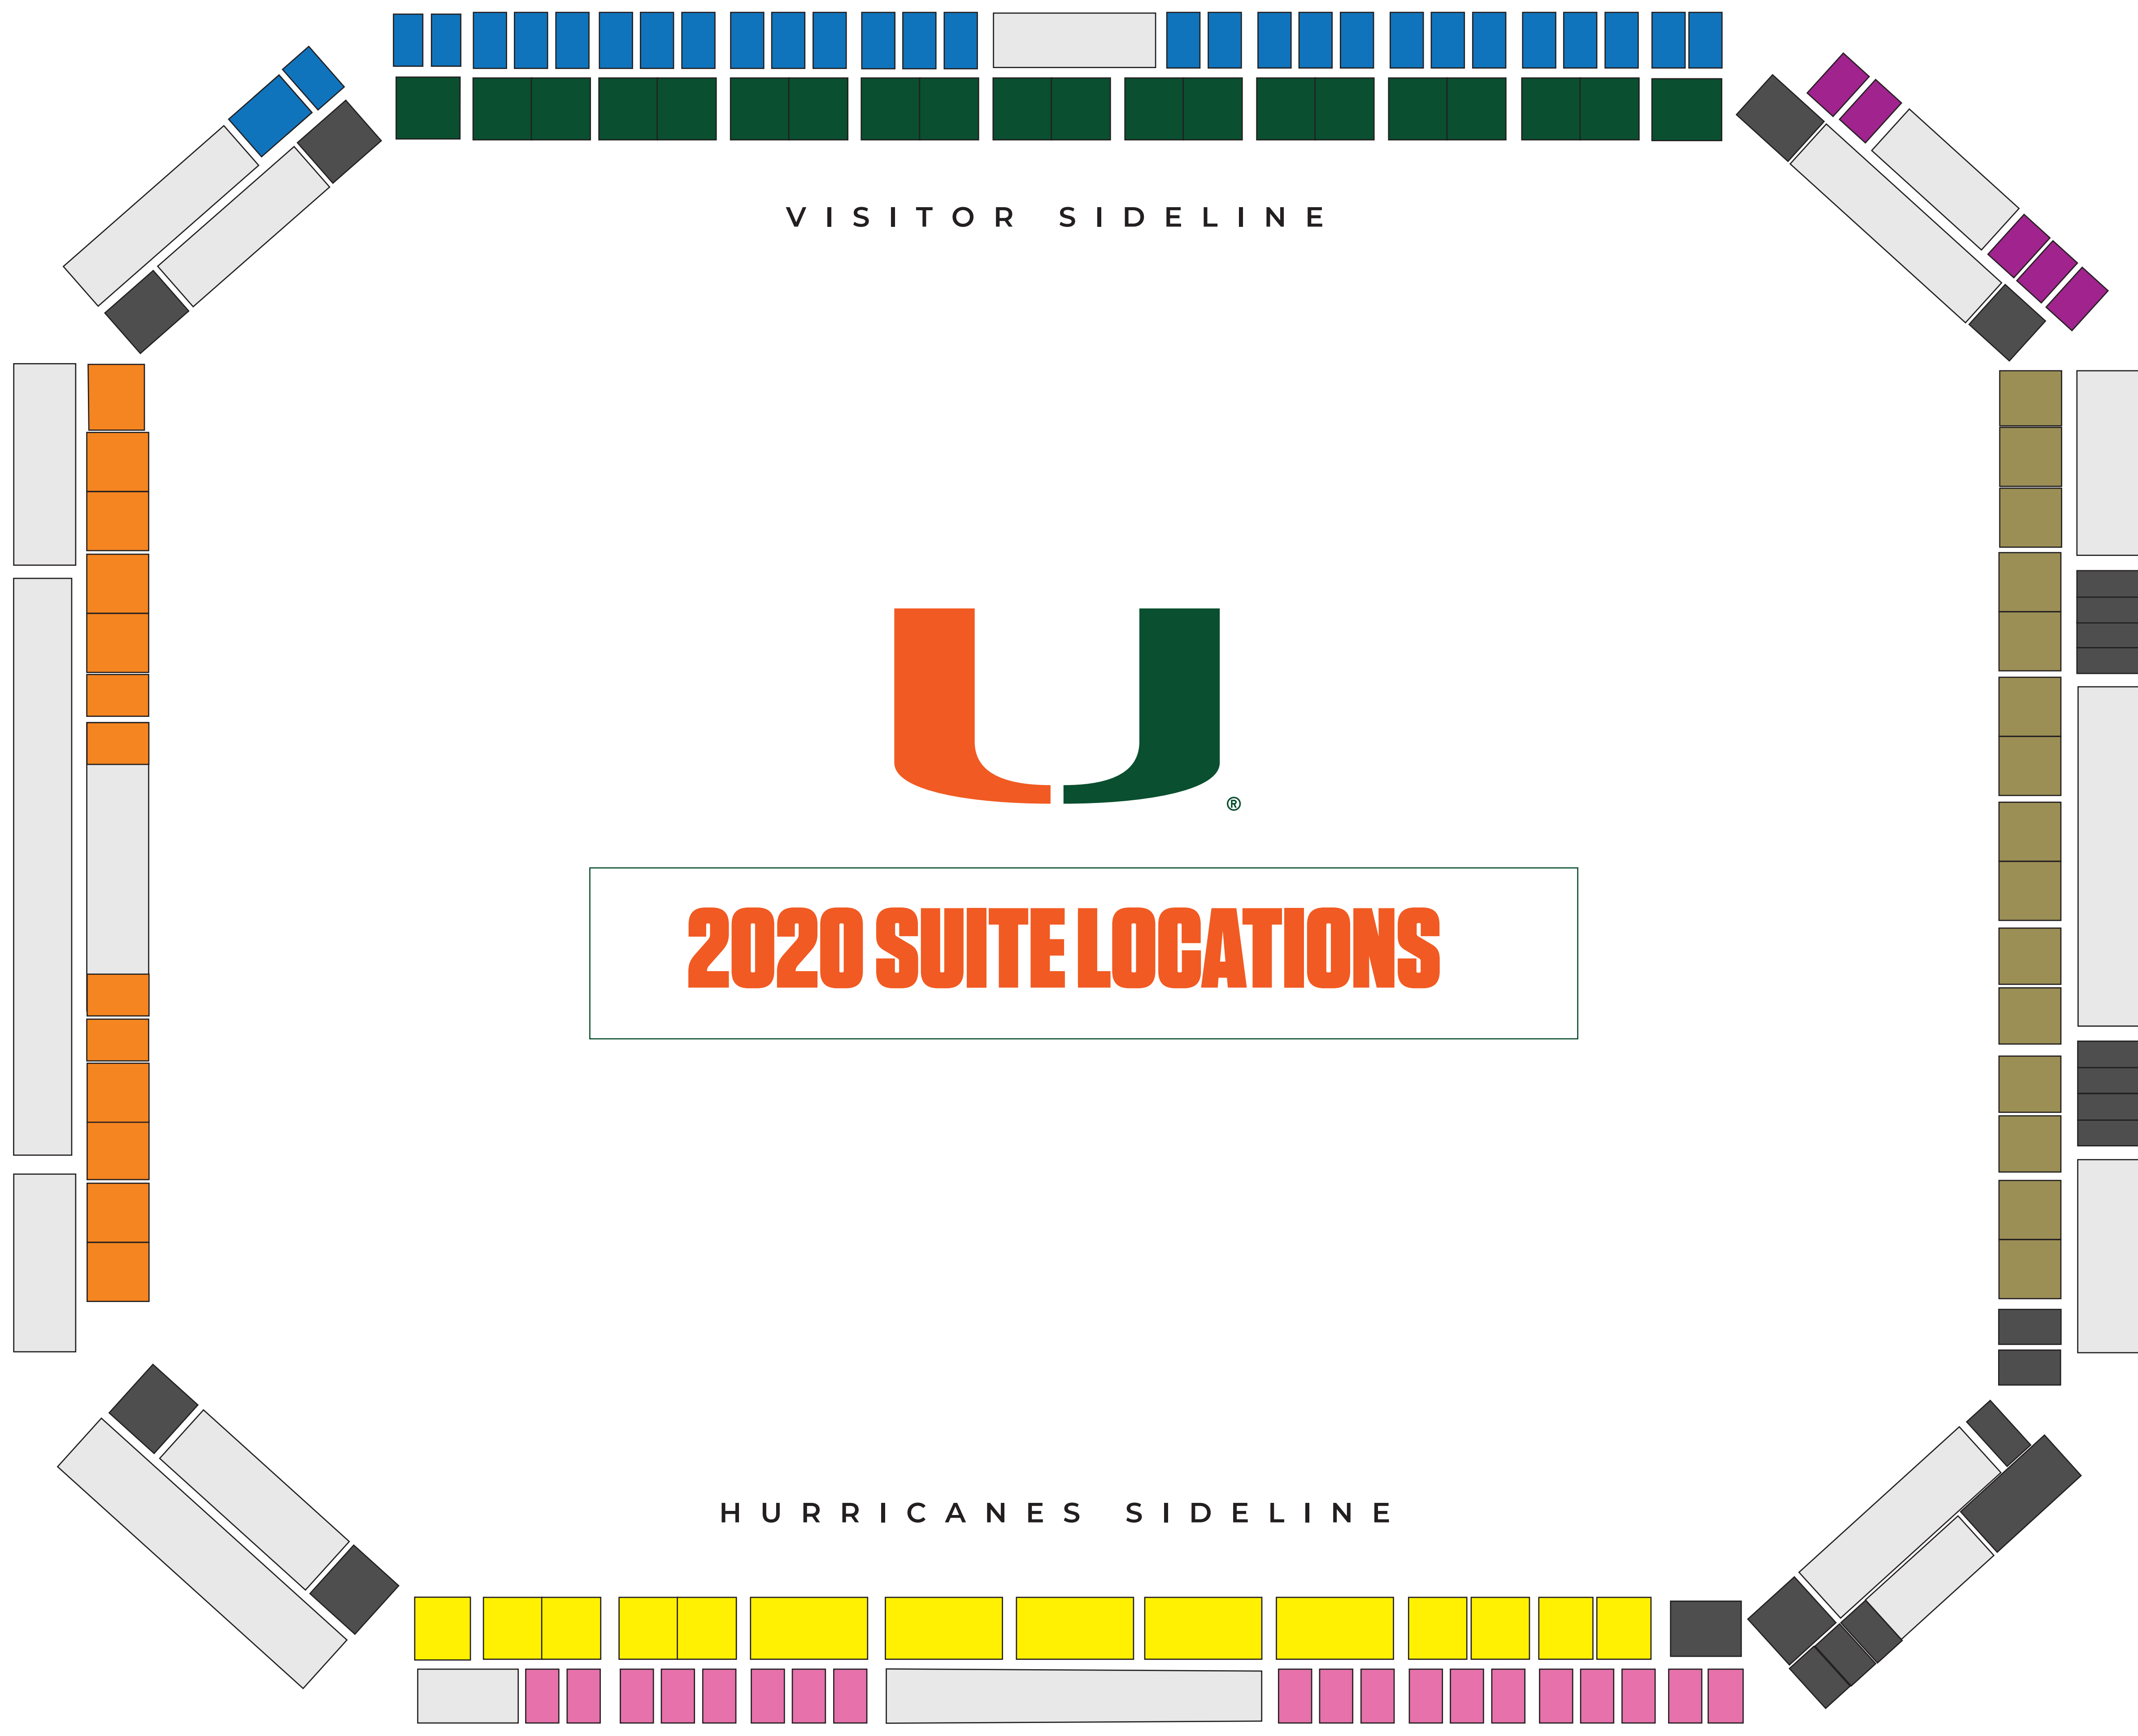 VISITOR SIDELINE
U®
2020 SUITE LOCATIONS
HURRICANES SIDELINE